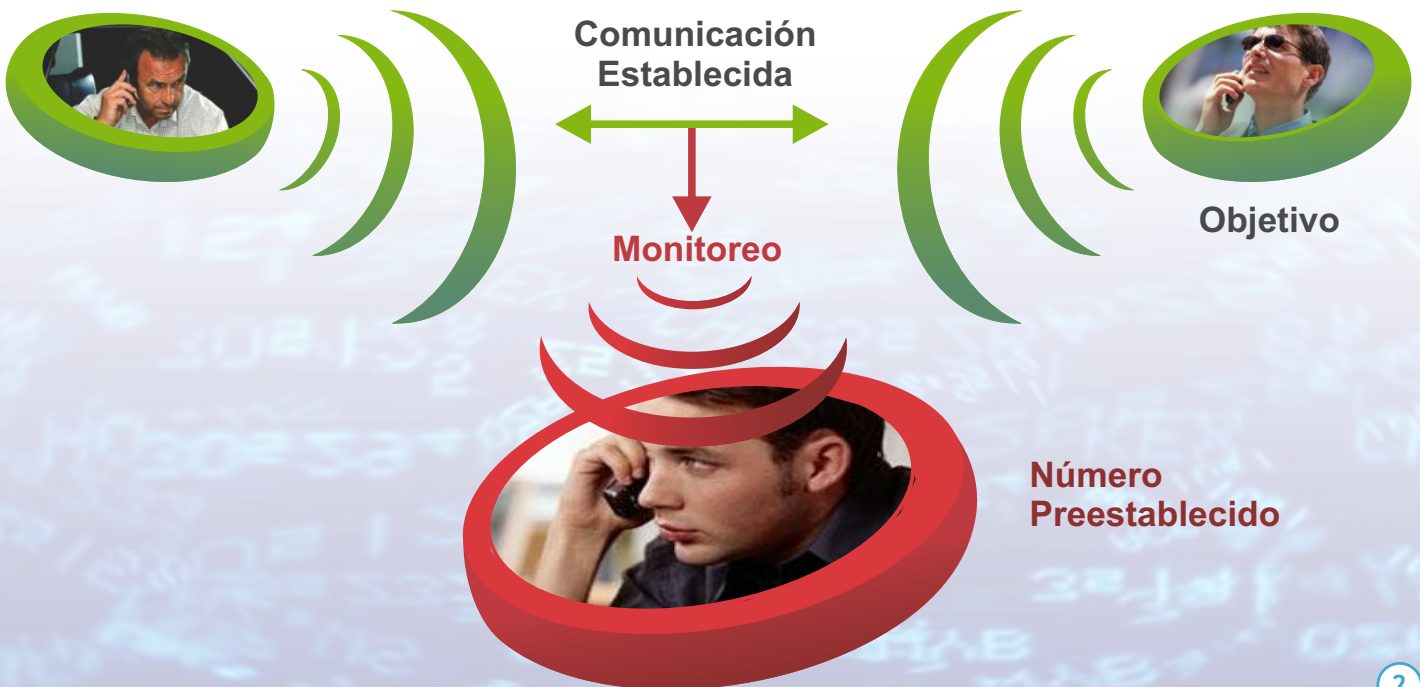 Comunicación
Establecida
Objetivo
Monitoreo
Número
Preestablecido
2